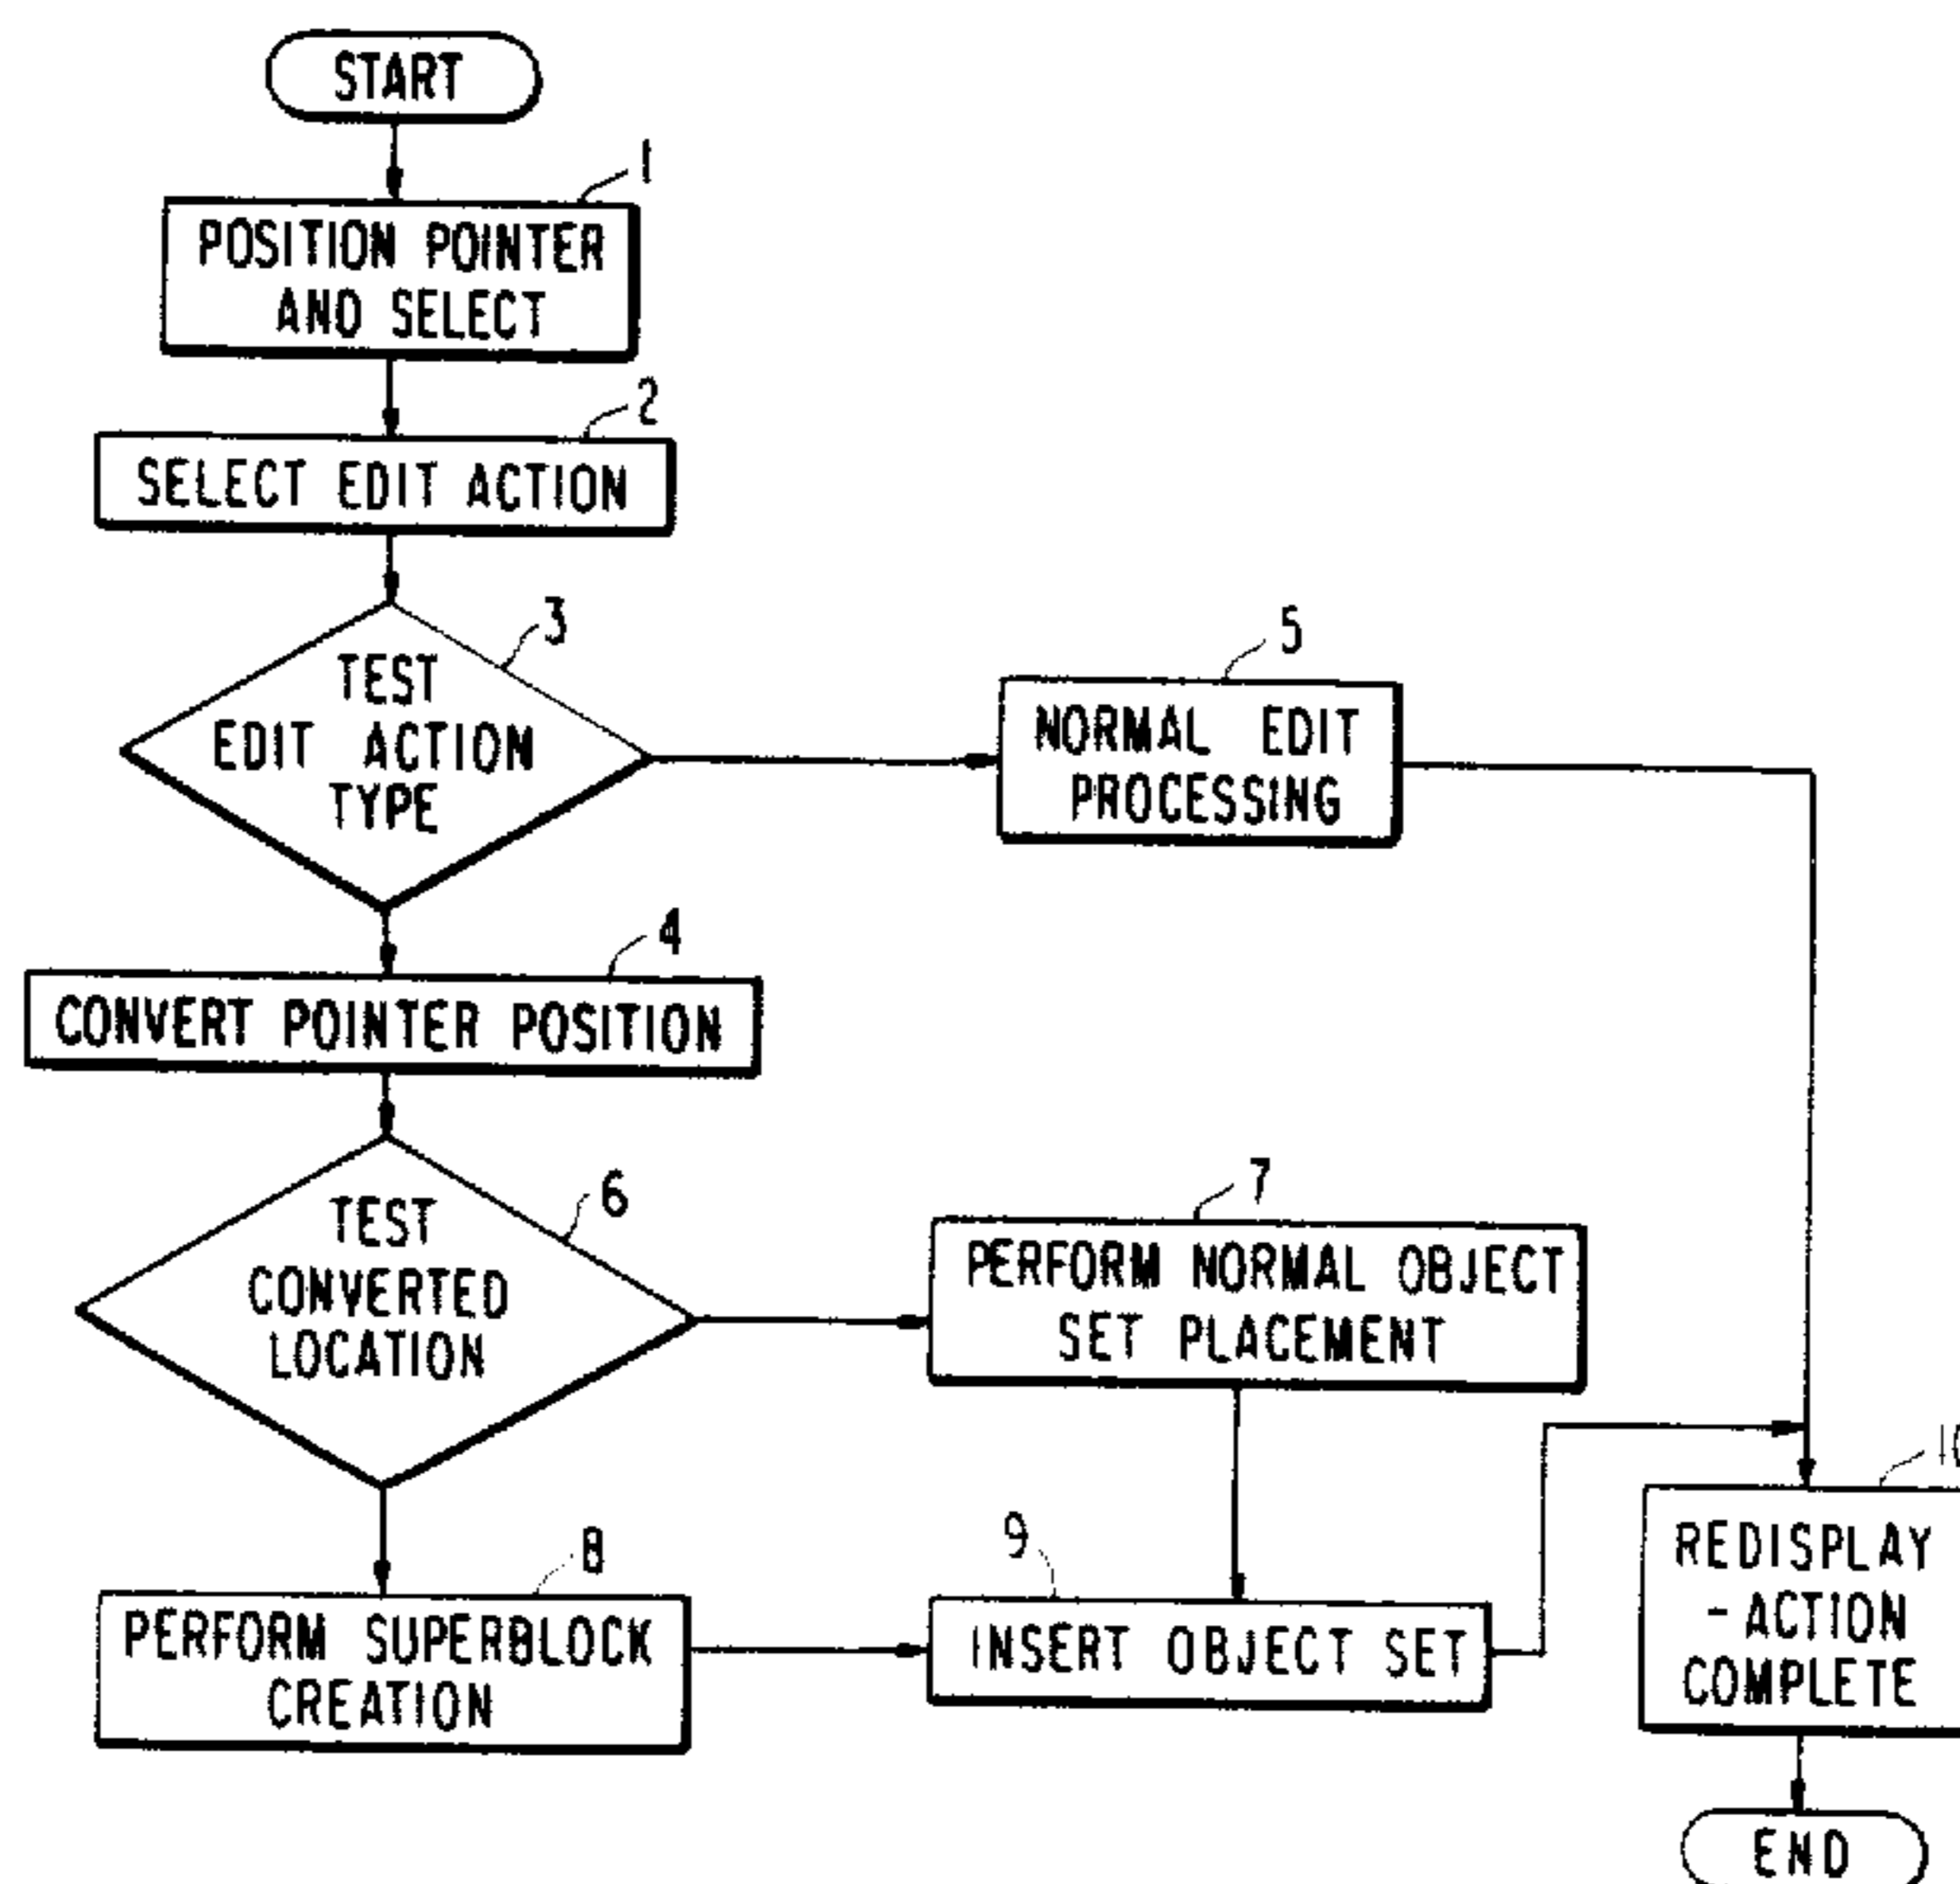 START
1
POSITION POINTER
AND SELECT
2
SELECT EDIT ACTION
3
TEST
EDIT ACTION
TYPE
5
NORMAL EDIT
PROCESSING
4
CONVERT POINTER POSITION
6
TEST
CONVERTED
LOCATION
7
PERFORM NORMAL OBJECT
SET PLACEMENT
8
PERFORM SUPERBLOCK
CREATION
9
INSERT OBJECT SET
10
REDISPLAY
- ACTION
COMPLETE
END